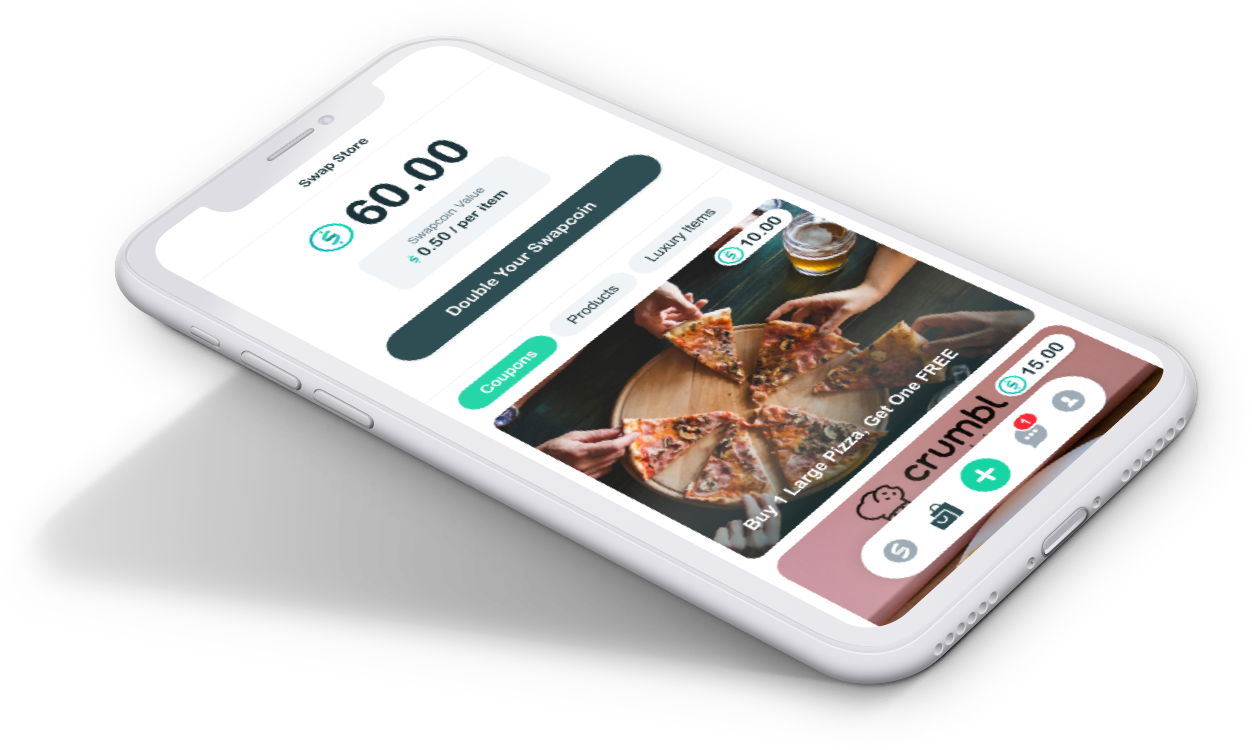 Swap Store
60.00
Swapcoin Value
$ 0.50 / per item
Double Your Swapcoin
Coupons
Products
Luxury Items
10.00
Buy 1 Large Pizza, Get One FREE
15.00
crumbl
1